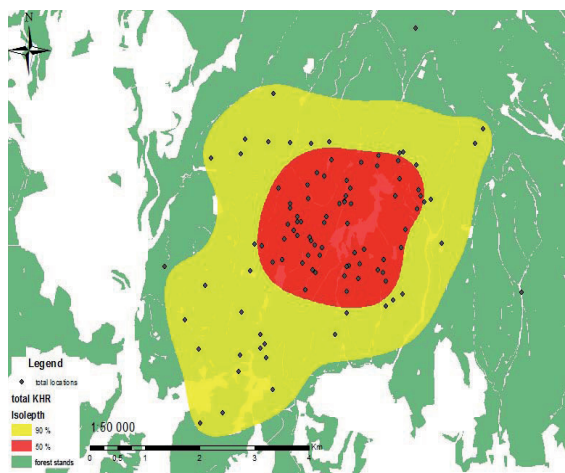 N
Legend
total locations
total KHR
Isolepth
90 %
50 %
forest stands
1:50 000
0 0,5 1 2 3 4
Km